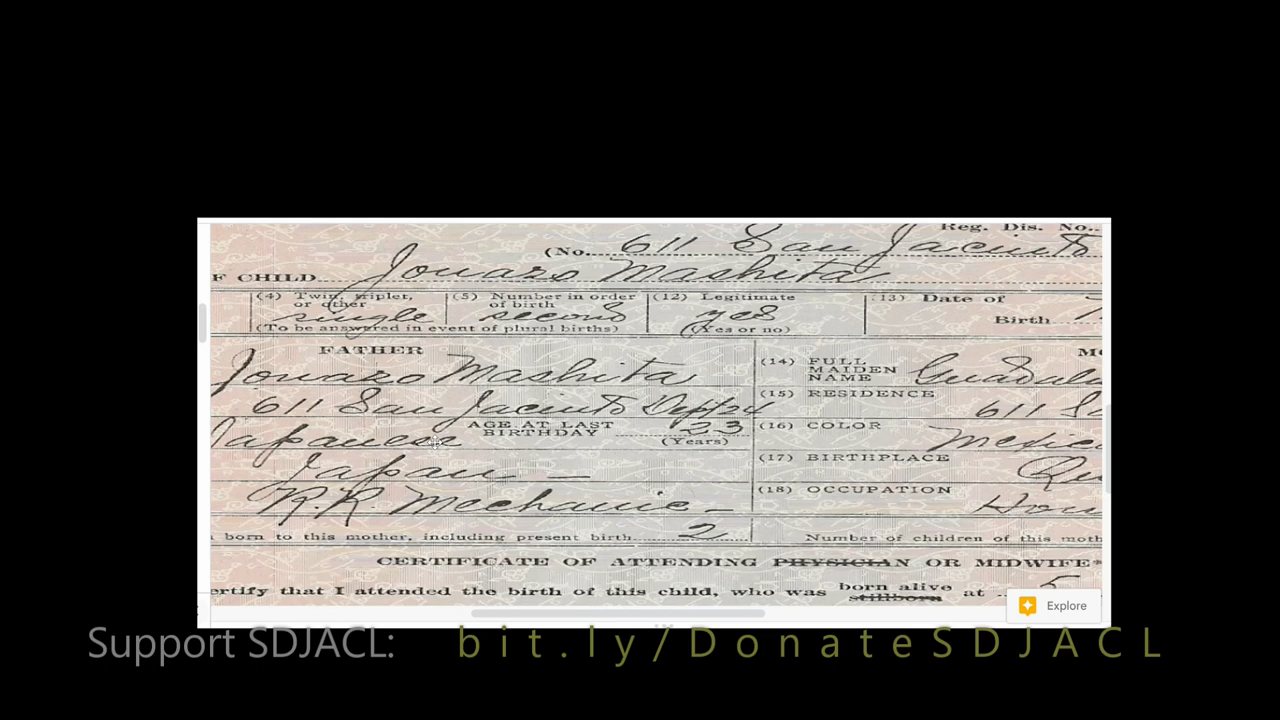 Reg. Dis. No..
(No. 611 San Jacinto
F CHILD Jonazo Mashita
(4) Twin, triplet, or other single (5) Number in order of birth second (12) Legitimate yes (Yes or no) (13) Date of Birth
(To be answered in event of plural births)
FATHER
Jonazo Mashita
(14) FULL MAIDEN NAME
611 San Jacinto Dept 24
(15) RESIDENCE 611
Japanese AGE AT LAST BIRTHDAY 23 (Years)
(16) COLOR
Japan
(17) BIRTHPLACE
R.R. Mechanic
(18) OCCUPATION
born to this mother, including present birth 2
Number of children of this moth
CERTIFICATE OF ATTENDING PHYSICIAN OR MIDWIFE*
ertify that I attended the birth of this child, who was born alive stillborn at 5
Explore
Support SDJACL: bit.ly/DonateSDJACL